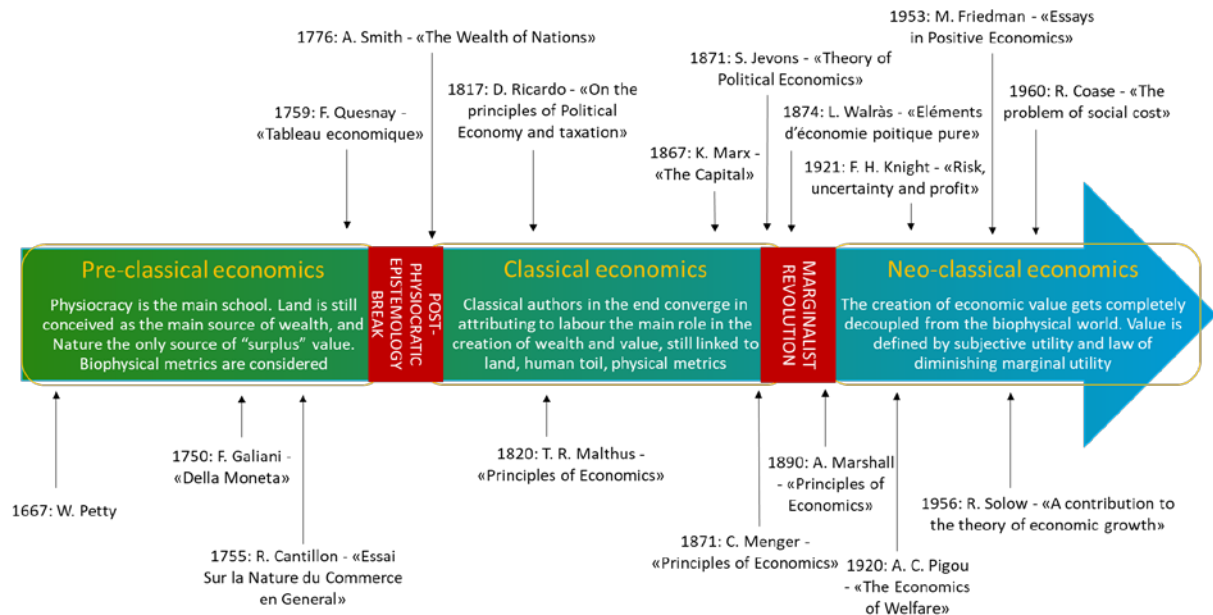 1776: A. Smith - «The Wealth of Nations»
1953: M. Friedman - «Essays
in Positive Economics»
1871: S. Jevons - «Theory of
Political Economics»
1817: D. Ricardo - «On the
principles of Political
Economy and taxation»
1960: R. Coase - «The
problem of social cost»
1759: F. Quesnay -
«Tableau economique»
1874: L. Walràs - «Eléments
d'économie poitique pure»
1867: K. Marx -
«The Capital»
1921: F. H. Knight - «Risk,
uncertainty and profit»
Pre-classical economics
Physiocracy is the main school. Land is still
conceived as the main source of wealth, and
Nature the only source of “surplus” value.
Biophysical metrics are considered
POST-
PHYSIOCRATIC
EPISTEMOLOGY
BREAK
Classical economics
Classical authors in the end converge in
attributing to labour the main role in the
creation of wealth and value, still linked to
land, human toil, physical metrics
MARGINALIST
REVOLUTION
Neo-classical economics
The creation of economic value gets completely
decoupled from the biophysical world. Value is
defined by subjective utility and law of
diminishing marginal utility
1667: W. Petty
1750: F. Galiani -
«Della Moneta»
1755: R. Cantillon - «Essai
Sur la Nature du Commerce
en General»
1820: T. R. Malthus -
«Principles of Economics»
1871: C. Menger -
«Principles of Economics»
1890: A. Marshall
- «Principles of
Economics»
1920: A. C. Pigou
- «The Economics
of Welfare»
1956: R. Solow - «A contribution to
the theory of economic growth»